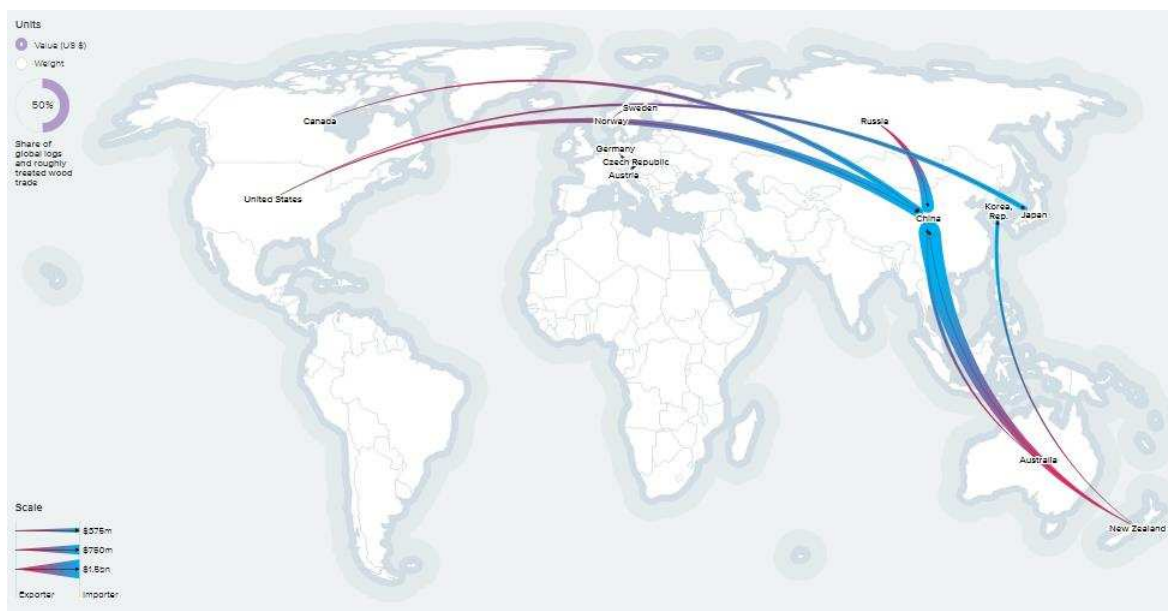 Units
Value (US $)
Weight
50%
Share of
global logs
and roughly
treated wood
trade
Canada
Sweden
Norway
Russia
Germany
Czech Republic
Austria
United States
Korea,
Rep.
Japan
China
Australia
New Zealand
Scale
$375m
$750m
$1.5bn
Exporter
Importer